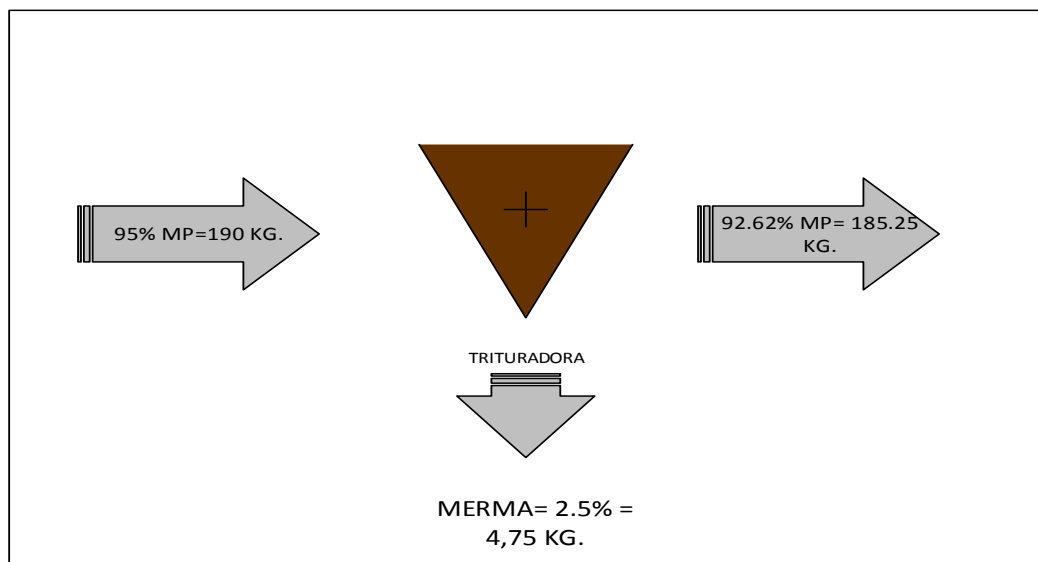 95% MP=190 KG.
92.62% MP= 185.25
KG.
TRITURADORA
MERMA= 2.5% =
4,75 KG.